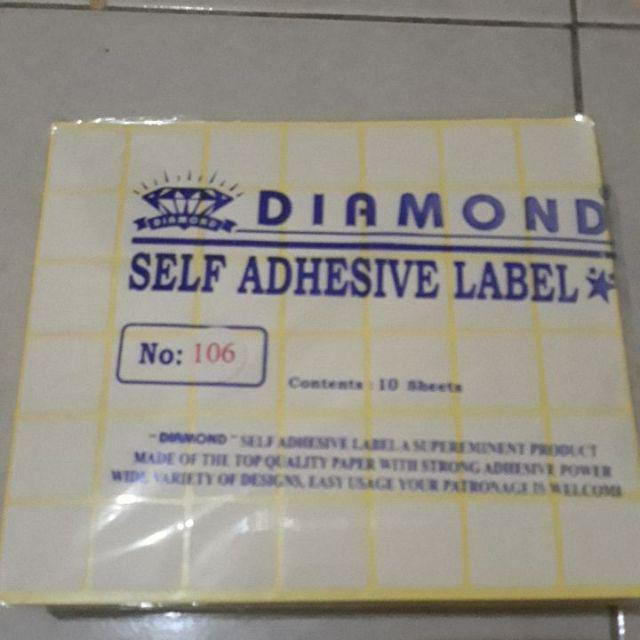 DIAMOND
DIAMOND
SELF ADHESIVE LABEL
No: 106
Contents : 10 Sheets
"DIAMOND" SELF ADHESIVE LABEL A SUPEREMINENT PRODUCT
MADE OF THE TOP QUALITY PAPER WITH STRONG ADHESIVE POWER
WIDE VARIETY OF DESIGNS, EASY USAGE YOUR PATRONAGE IS WELCOME